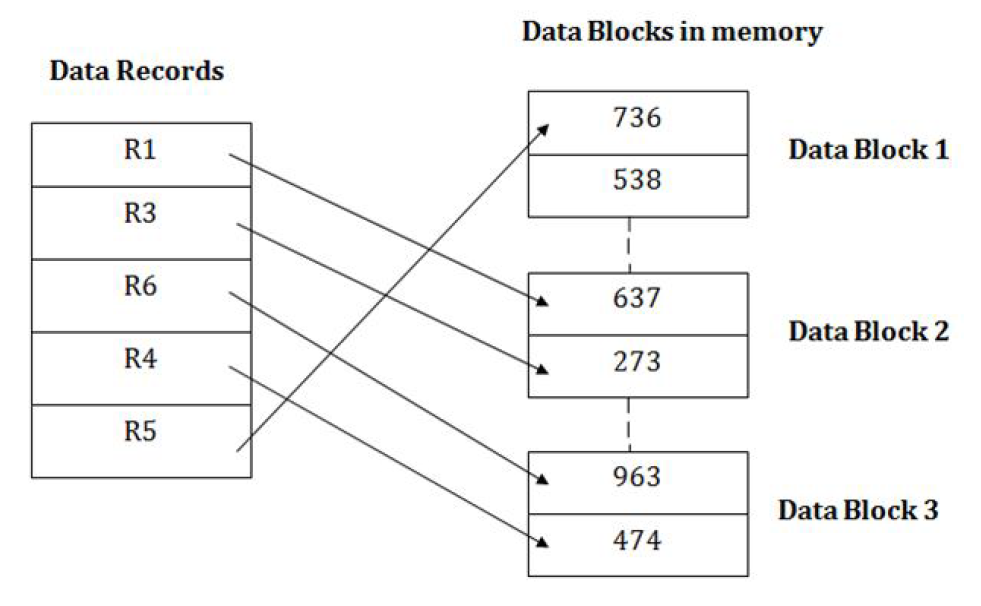 Data Records
R1
R3
R6
R4
R5
Data Blocks in memory
736
538
Data Block 1
637
273
Data Block 2
963
474
Data Block 3